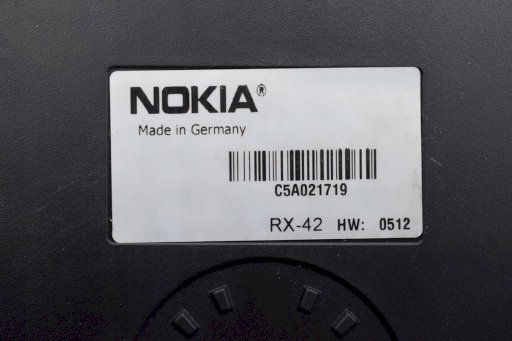 NOKIA®
Made in Germany
C5A021719
RX-42 HW: 0512